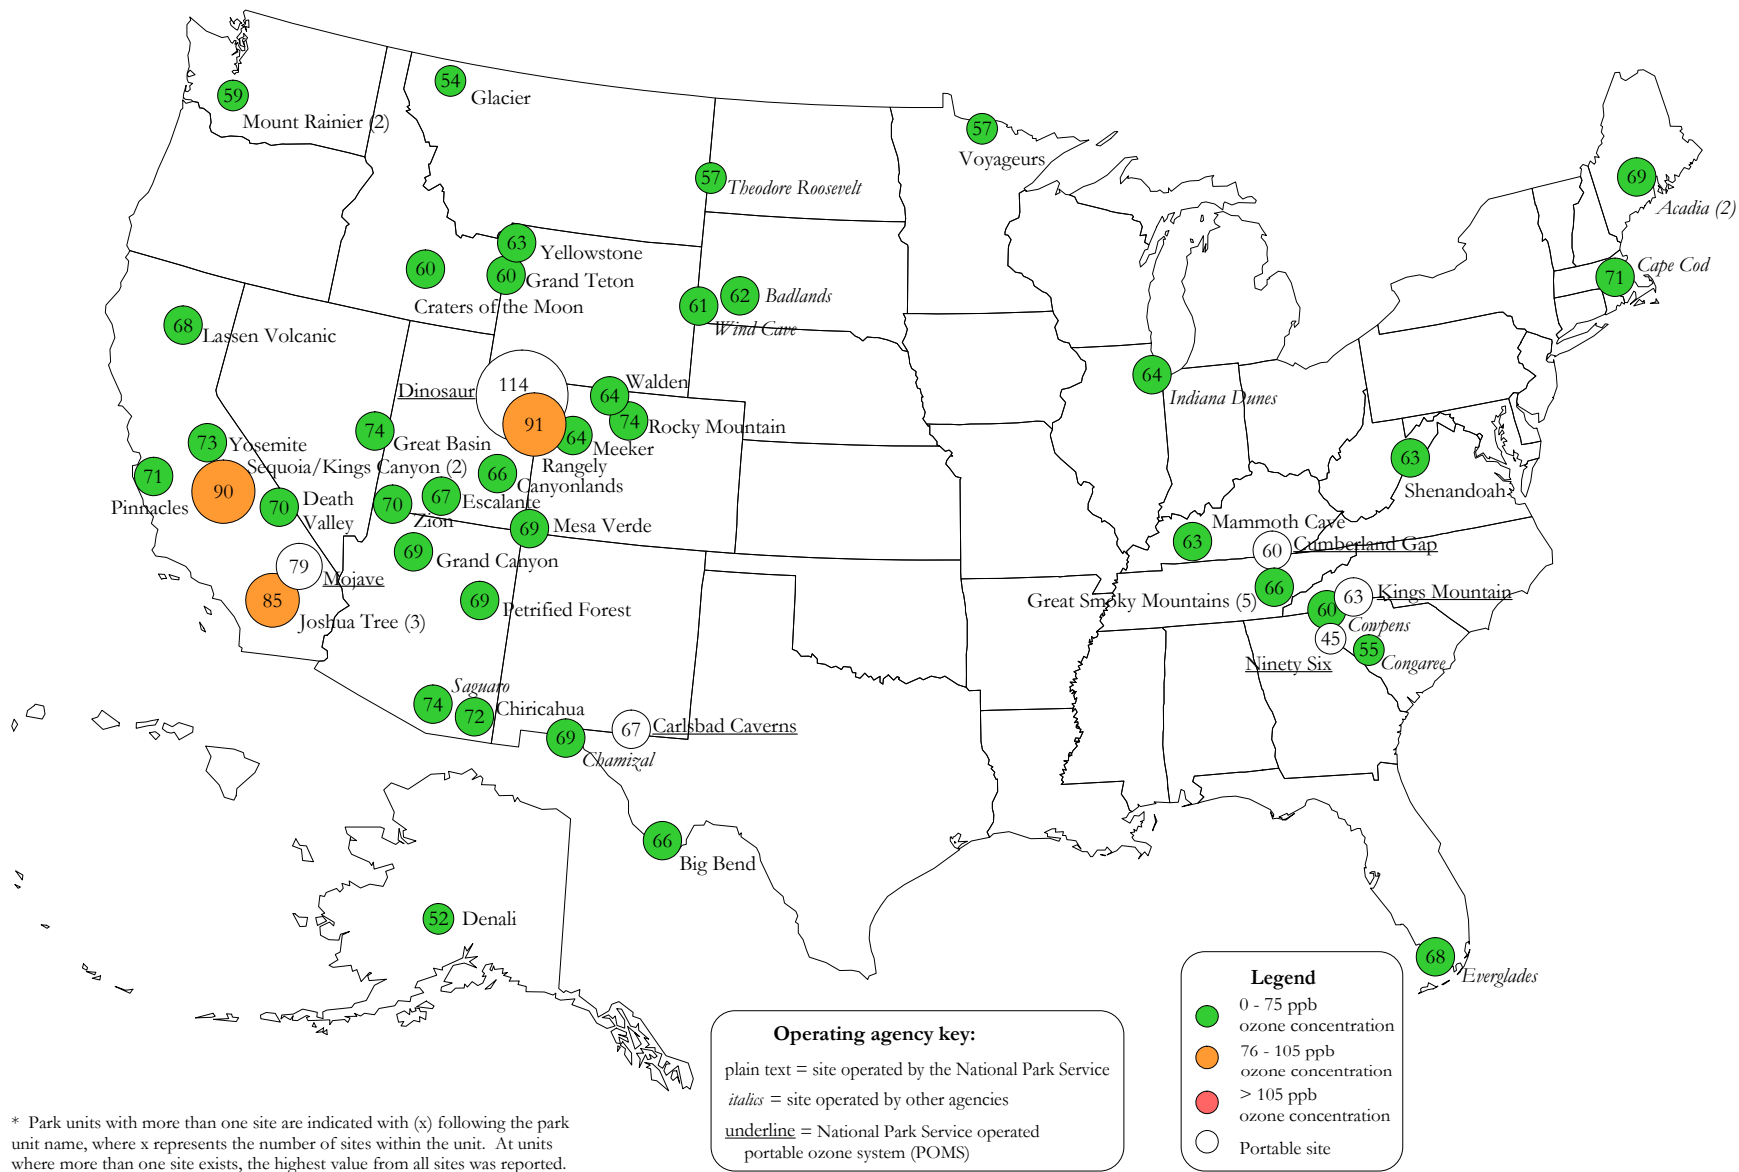 54
Glacier
59
Mount Rainier (2)
57
Voyageurs
57
Theodore Roosevelt
69
Acadia (2)
63
Yellowstone
60
60
Grand Teton
Craters of the Moon
71
Cape Cod
61
62
Badlands
Wind Cave
68
Lassen Volcanic
64
Indiana Dunes
Dinosaur
114
64
Walden
91
64
74
Rocky Mountain
Meeker
Rangely
73
Yosemite
74
Great Basin
Sequoia/Kings Canyon (2)
71
Pinnacles
90
66
Canyonlands
63
Shenandoah
70
Death
Valley
70
Zion
67
Escalante
69
Mesa Verde
63
Mammoth Cave
60
Cumberland Gap
69
Grand Canyon
79
Mojave
85
Joshua Tree (3)
69
Petrified Forest
66
Great Smoky Mountains (5)
63
Kings Mountain
60
Cowpens
45
Ninety Six
55
Congaree
Saguaro
74
72
Chiricahua
69
Chamizal
67
Carlsbad Caverns
66
Big Bend
52
Denali
68
Everglades
Legend
0 - 75 ppb
ozone concentration
76 - 105 ppb
ozone concentration
> 105 ppb
ozone concentration
Portable site
Operating agency key:
plain text = site operated by the National Park Service
italics = site operated by other agencies
underline = National Park Service operated
portable ozone system (POMS)
* Park units with more than one site are indicated with (x) following the park
unit name, where x represents the number of sites within the unit. At units
where more than one site exists, the highest value from all sites was reported.